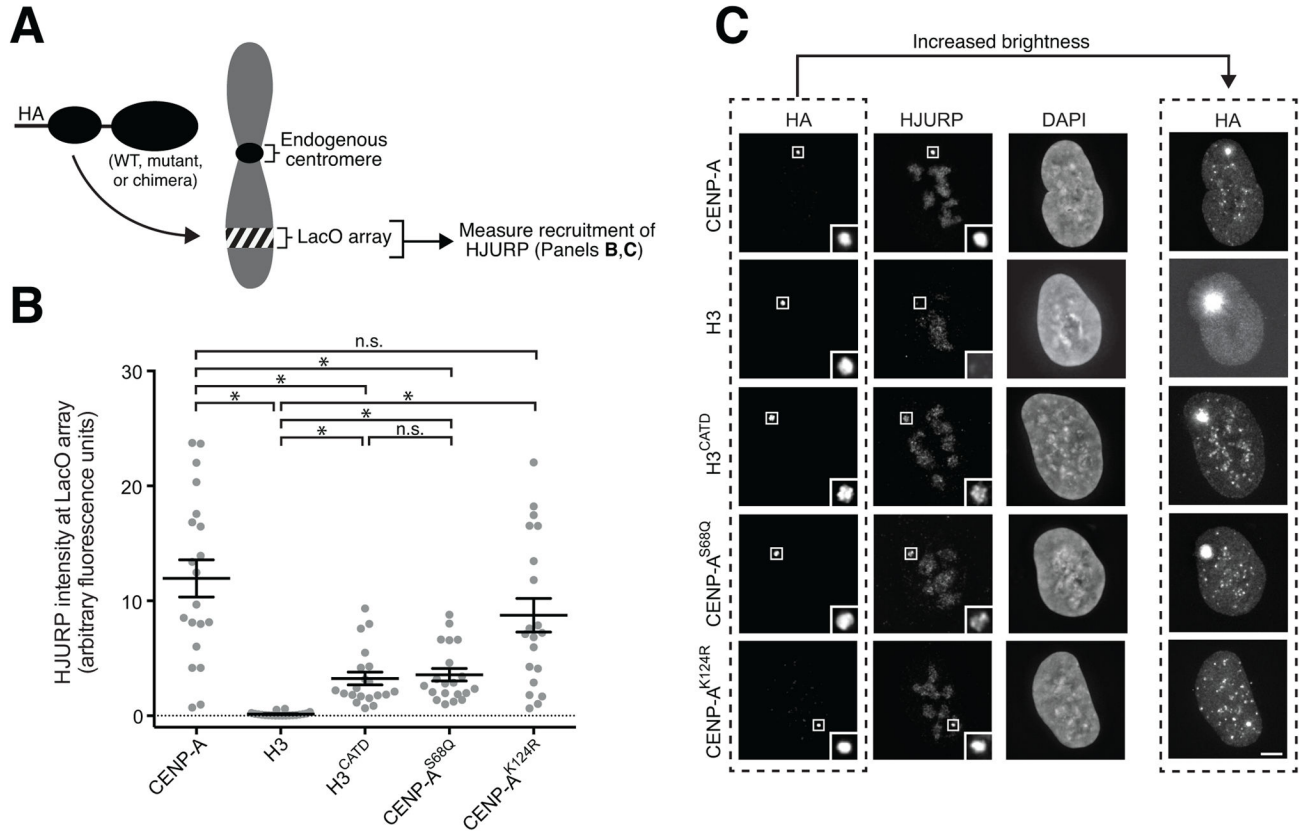 A
HA
(WT, mutant,
or chimera)
Endogenous
centromere
LacO array
Measure recruitment of
HJURP (Panels B,C)
B
n.s.
*
*
*
*
*
*
n.s.
30
20
10
0
HJURP intensity at LacO array
(arbitrary fluorescence units)
CENP-A
H3
H3CATD
CENP-AS68Q
CENP-AK124R
C
Increased brightness
HA
HJURP
DAPI
HA
CENP-A
H3
H3CATD
CENP-AS68Q
CENP-AK124R